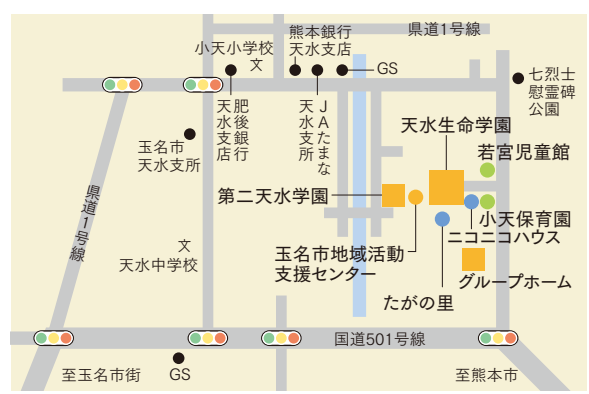 県道1号線
熊本銀行
天水支店
小天小学校
文
GS
七烈士
慰霊碑
公園
肥後銀行
天水支店
JAたまな
天水支所
天水生命学園
玉名市
天水支所
若宮児童館
第二天水学園
県道1号線
小天保育園
ニコニコハウス
文
天水中学校
玉名市地域活動
支援センター
グループホーム
たがの里
国道501号線
至玉名市街
GS
至熊本市